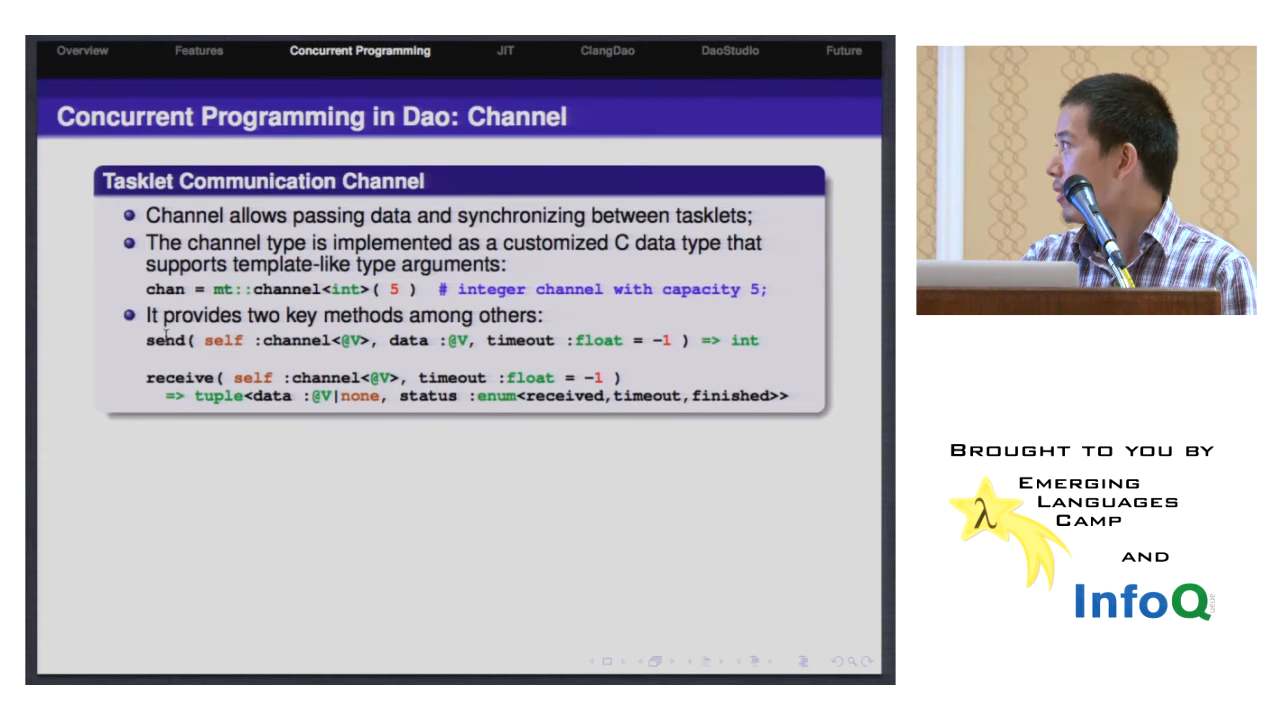 Overview Features Concurrent Programming JIT ClangDao DaoStudio Future
Concurrent Programming in Dao: Channel
Tasklet Communication Channel
Channel allows passing data and synchronizing between tasklets;
The channel type is implemented as a customized C data type that
supports template-like type arguments:
chan = mt::channel<int>( 5 ) # integer channel with capacity 5;
It provides two key methods among others:
send( self :channel<@V>, data :@V, timeout :float = -1 ) => int
receive( self :channel<@V>, timeout :float = -1 )
=> tuple<data :@V|none, status :enum<received,timeout,finished>>
BROUGHT TO YOU BY
EMERGING
LANGUAGES
CAMP
λ
AND
InfoQ
ueue